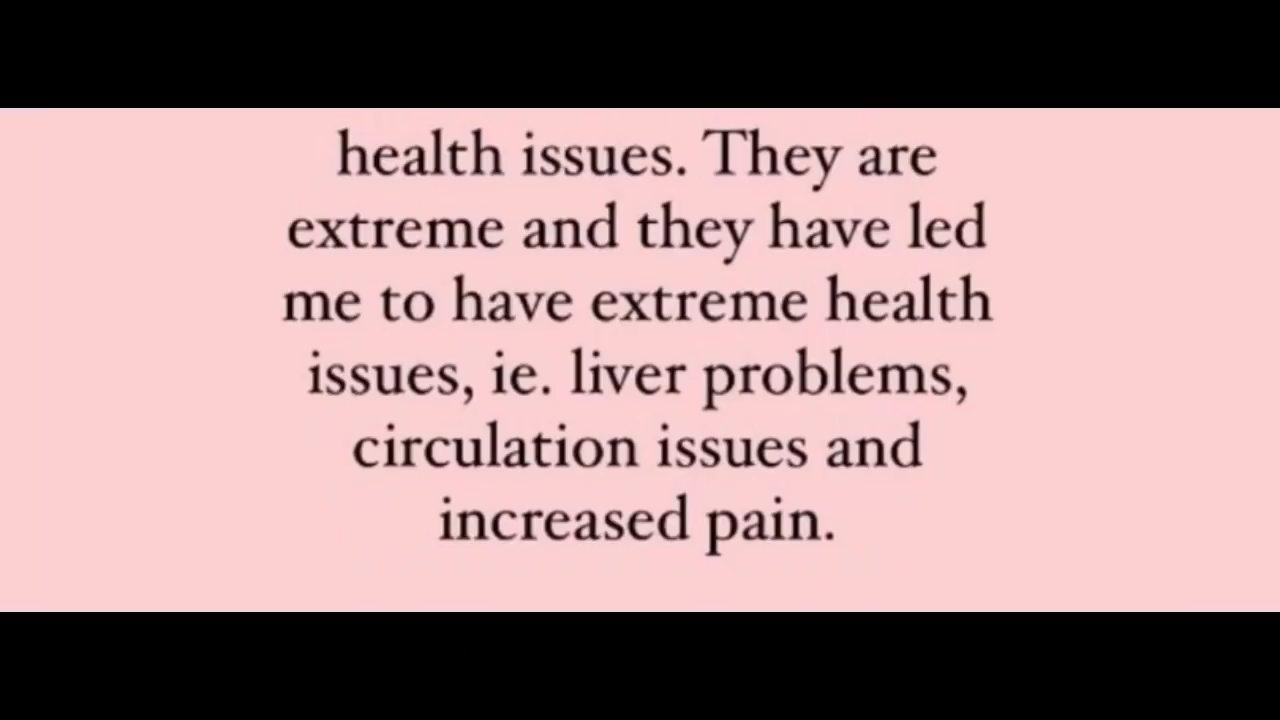 health issues. They are
extreme and they have led
me to have extreme health
issues, ie. liver problems,
circulation issues and
increased pain.